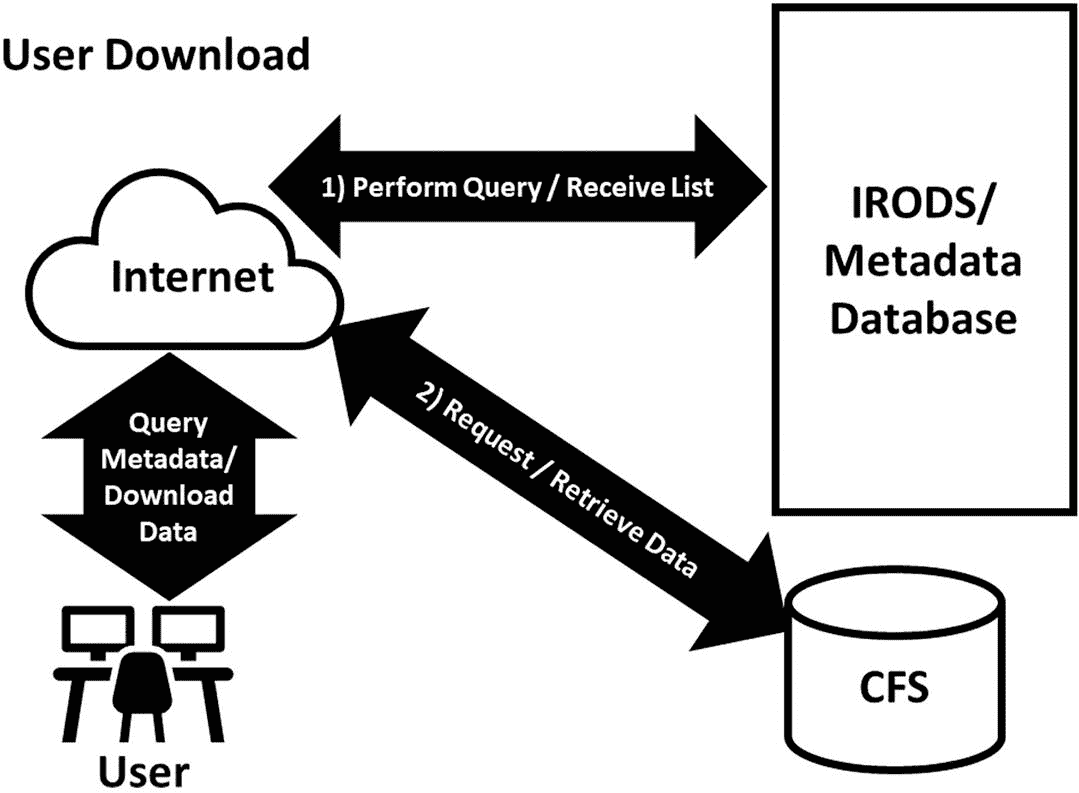 User Download
1) Perform Query / Receive List
IRODS/
Metadata
Database
Internet
2) Request / Retrieve Data
Query
Metadata/
Download
Data
CFS
User